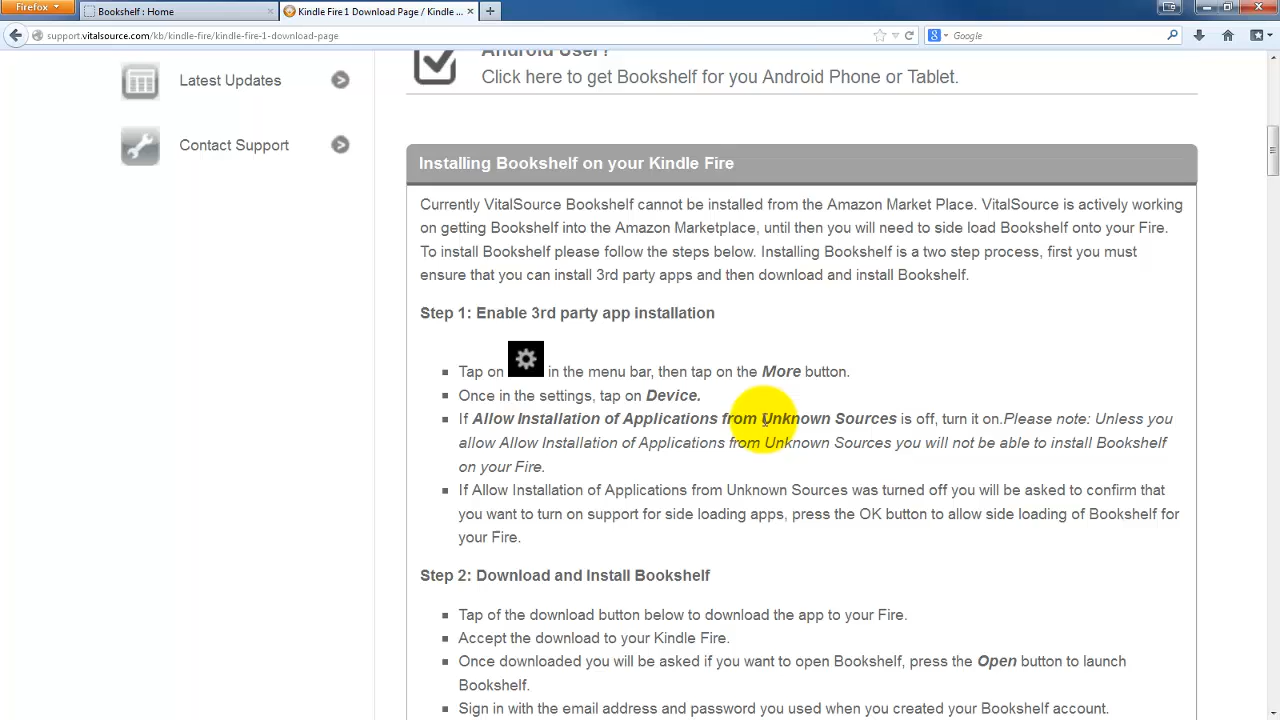 Firefox
Bookshelf : Home
Kindle Fire 1 Download Page / Kindle ...
support.vitalsource.com/kb/kindle-fire/kindle-fire-1-download-page
Google
Latest Updates
Contact Support
Android User?
Click here to get Bookshelf for you Android Phone or Tablet.
Installing Bookshelf on your Kindle Fire
Currently VitalSource Bookshelf cannot be installed from the Amazon Market Place. VitalSource is actively working
on getting Bookshelf into the Amazon Marketplace, until then you will need to side load Bookshelf onto your Fire.
To install Bookshelf please follow the steps below. Installing Bookshelf is a two step process, first you must
ensure that you can install 3rd party apps and then download and install Bookshelf.
Step 1: Enable 3rd party app installation
Tap on in the menu bar, then tap on the More button.
Once in the settings, tap on Device.
If Allow Installation of Applications from Unknown Sources is off, turn it on.Please note: Unless you
allow Allow Installation of Applications from Unknown Sources you will not be able to install Bookshelf
on your Fire.
If Allow Installation of Applications from Unknown Sources was turned off you will be asked to confirm that
you want to turn on support for side loading apps, press the OK button to allow side loading of Bookshelf for
your Fire.
Step 2: Download and Install Bookshelf
Tap of the download button below to download the app to your Fire.
Accept the download to your Kindle Fire.
Once downloaded you will be asked if you want to open Bookshelf, press the Open button to launch
Bookshelf.
Sign in with the email address and password you used when you created your Bookshelf account.